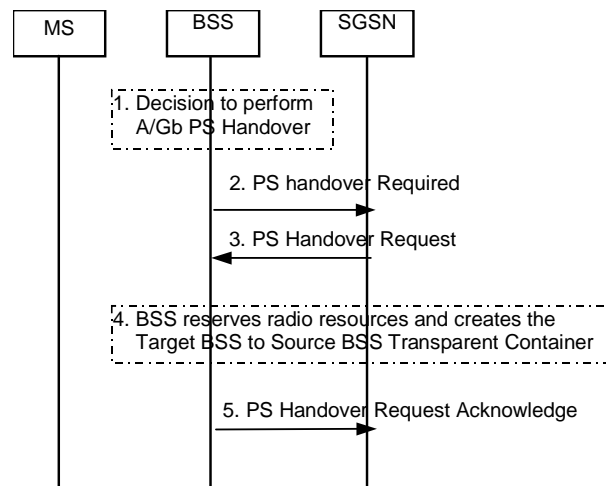 MS BSS SGSN
1. Decision to perform
A/Gb PS Handover
2. PS handover Required
3. PS Handover Request
4. BSS reserves radio resources and creates the
Target BSS to Source BSS Transparent Container
5. PS Handover Request Acknowledge